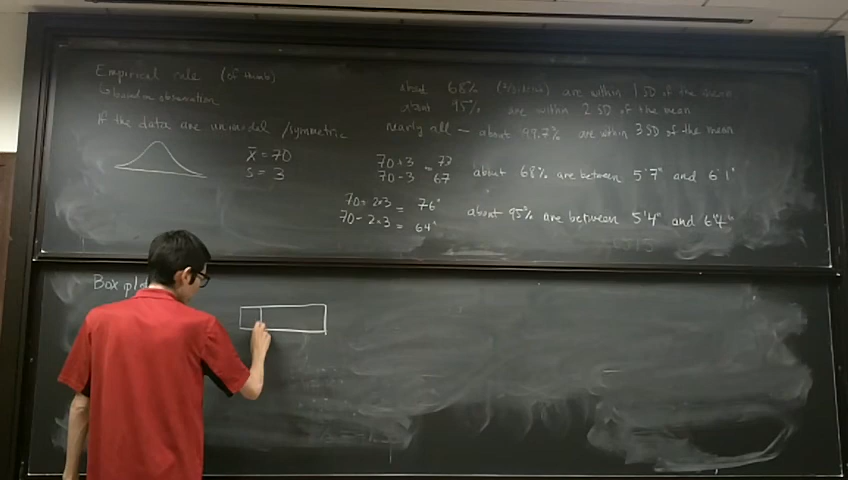 Empirical rule (of thumb)
based on observation
If the data are unimodal / symmetric
x̄ = 70
s = 3
about 68% (2/3) are within 1 SD of the mean
about 95% are within 2 SD of the mean
nearly all — about 99.7% are within 3 SD of the mean
70+3 = 73
70-3 67
about 68% are between 5'7" and 6'1"
70+2×3 = 76"
70-2×3 = 64"
about 95% are between 5'4" and 6'4"
Box plo